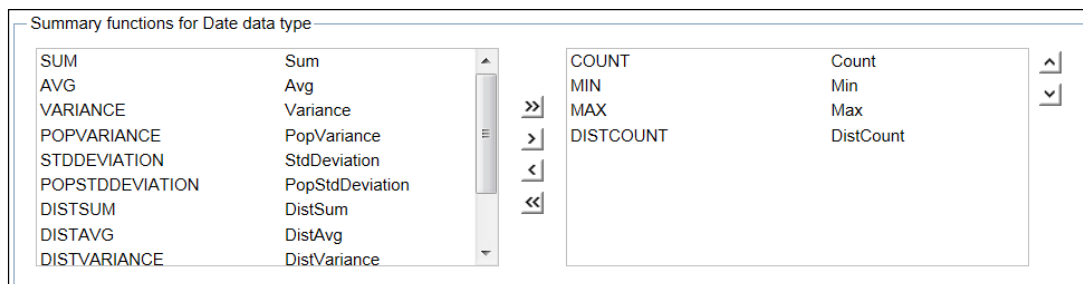 Summary functions for Date data type
SUM Sum
AVG Avg
VARIANCE Variance
POPVARIANCE PopVariance
STDDEVIATION StdDeviation
POPSTDDEVIATION PopStdDeviation
DISTSUM DistSum
DISTAVG DistAvg
DISTVARIANCE DistVariance
>>
>
<
<<
COUNT Count
MIN Min
MAX Max
DISTCOUNT DistCount